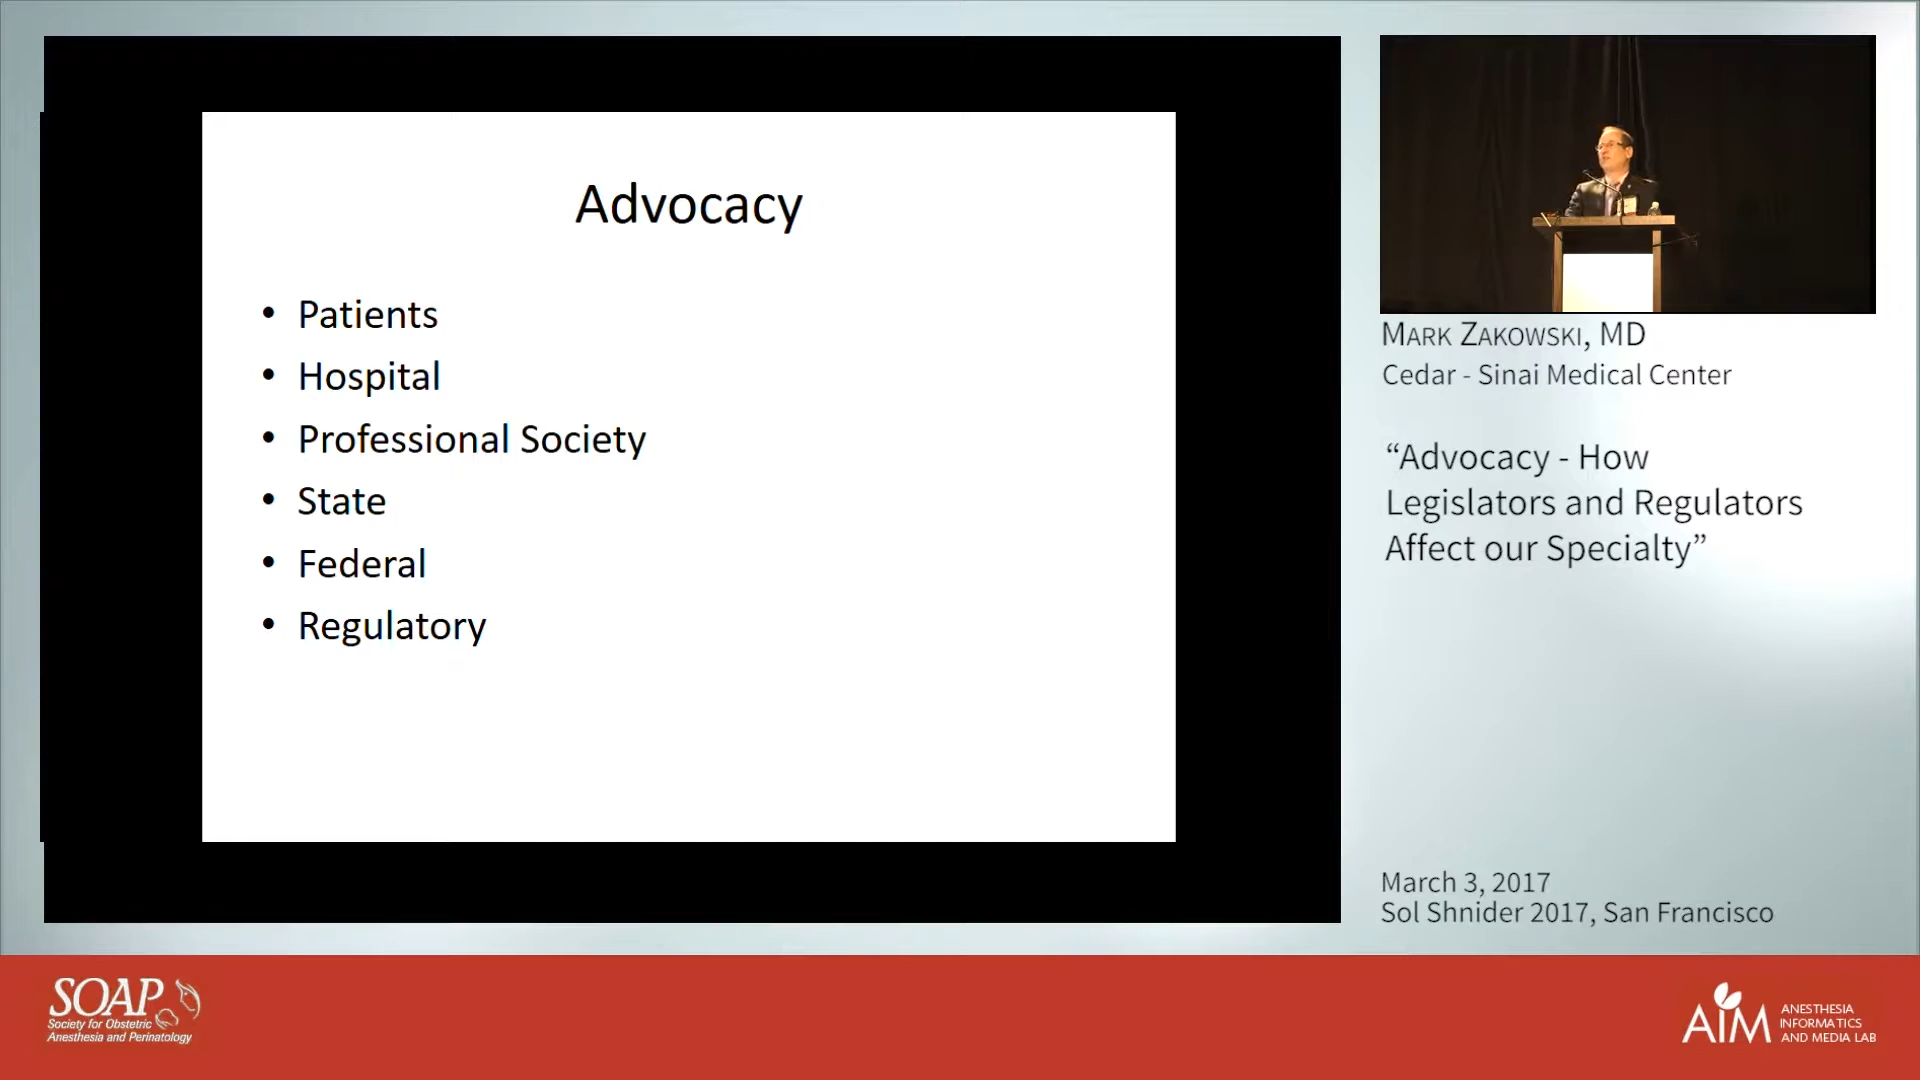 Advocacy
• Patients
• Hospital
• Professional Society
• State
• Federal
• Regulatory
MARK ZAKOWSKI, MD
Cedar - Sinai Medical Center
“Advocacy - How
Legislators and Regulators
Affect our Specialty”
March 3, 2017
Sol Shnider 2017, San Francisco
SOAP
Society for Obstetric
Anesthesia and Perinatology
AIM
ANESTHESIA
INFORMATICS
AND MEDIA LAB